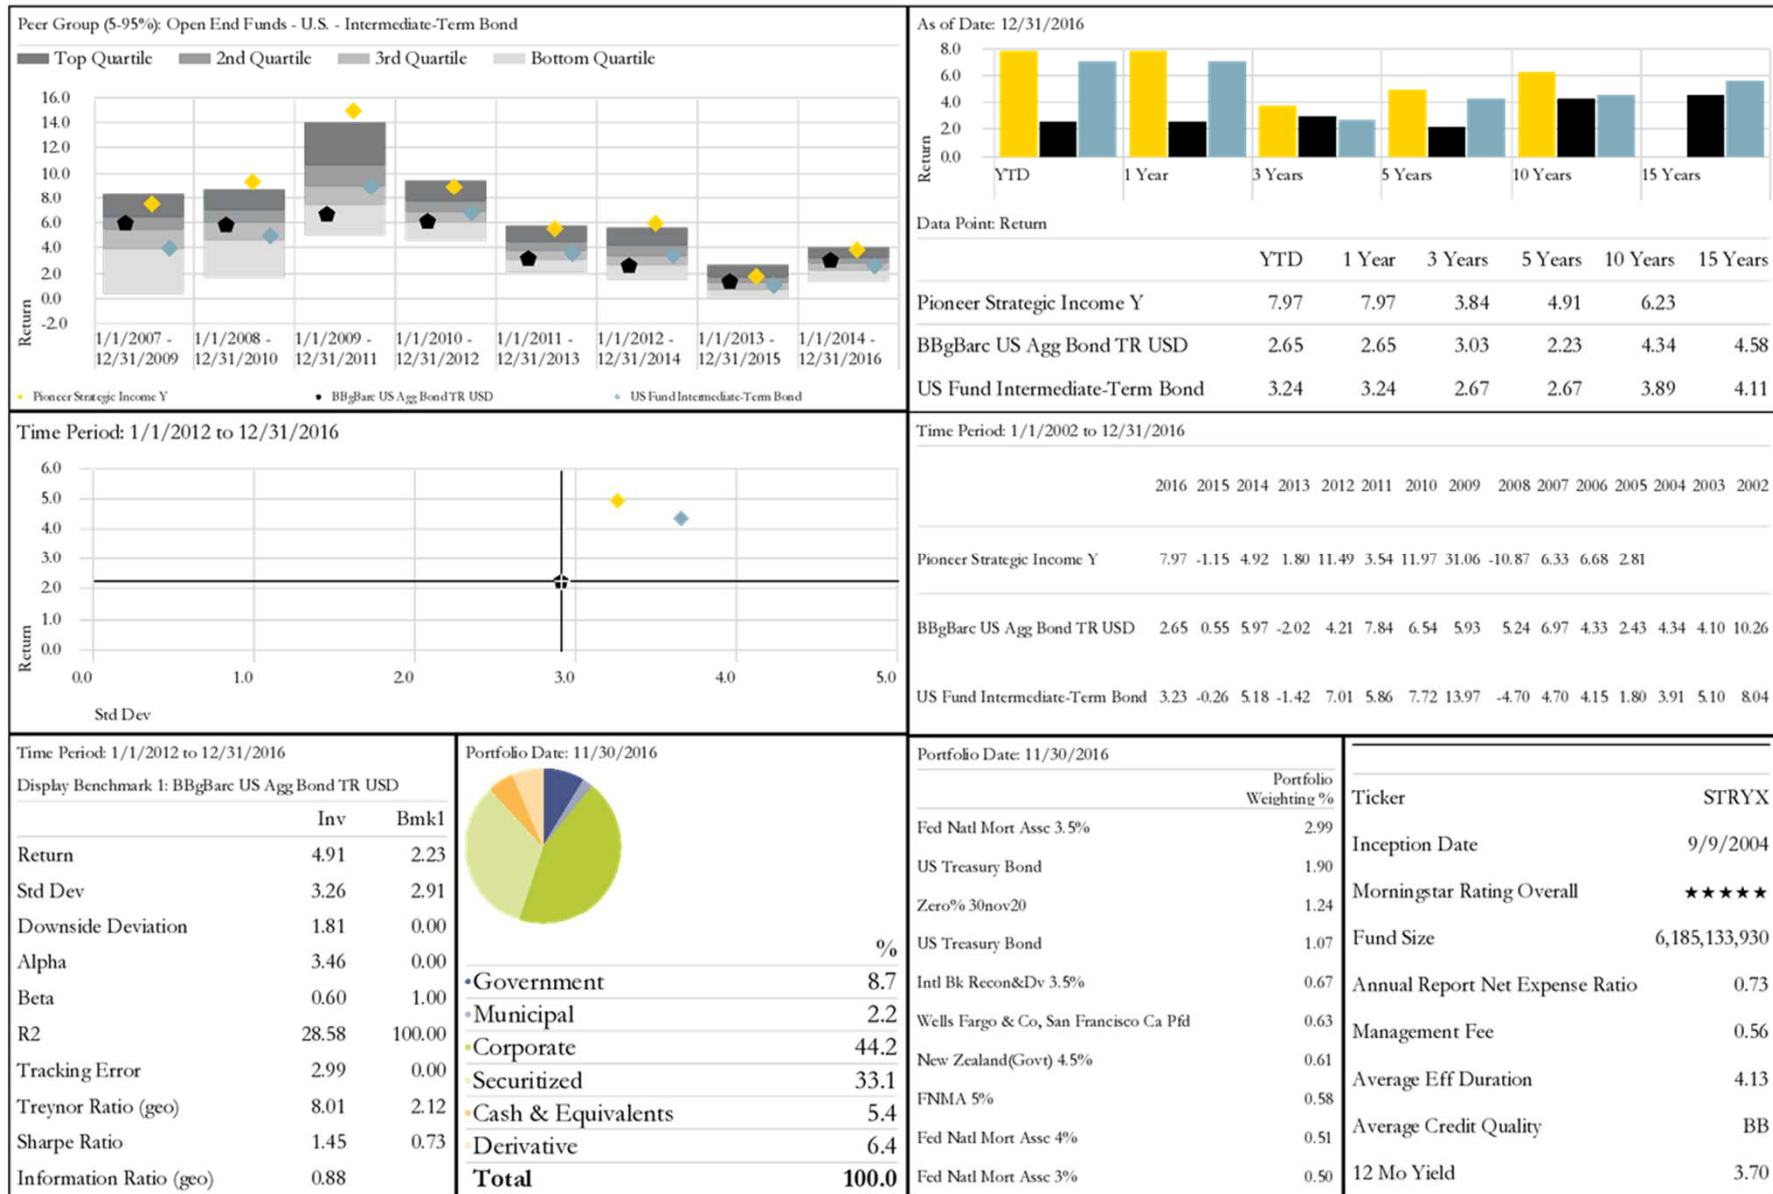 Peer Group (5-95%): Open End Funds - U.S. - Intermediate-Term Bond
Top Quartile 2nd Quartile 3rd Quartile Bottom Quartile
16.0
14.0
12.0
10.0
8.0
6.0
4.0
2.0
0.0
-2.0
Return
1/1/2007 - 1/1/2008 - 1/1/2009 - 1/1/2010 - 1/1/2011 - 1/1/2012 - 1/1/2013 - 1/1/2014 -
12/31/2009 12/31/2010 12/31/2011 12/31/2012 12/31/2013 12/31/2014 12/31/2015 12/31/2016
Pioneer Strategic Income Y BBgBarc US Agg Bond TR USD US Fund Intermediate-Term Bond
As of Date: 12/31/2016
8.0
6.0
4.0
2.0
0.0
Return
YTD 1 Year 3 Years 5 Years 10 Years 15 Years
Data Point: Return
YTD 1 Year 3 Years 5 Years 10 Years 15 Years
Pioneer Strategic Income Y 7.97 7.97 3.84 4.91 6.23
BBgBarc US Agg Bond TR USD 2.65 2.65 3.03 2.23 4.34 4.58
US Fund Intermediate-Term Bond 3.24 3.24 2.67 2.67 3.89 4.11
Time Period: 1/1/2012 to 12/31/2016
6.0
5.0
4.0
3.0
2.0
1.0
0.0
Return
0.0 1.0 2.0 3.0 4.0 5.0
Std Dev
Time Period: 1/1/2002 to 12/31/2016
2016 2015 2014 2013 2012 2011 2010 2009 2008 2007 2006 2005 2004 2003 2002
Pioneer Strategic Income Y 7.97 -1.15 4.92 1.80 11.49 3.54 11.97 31.06 -10.87 6.33 6.68 2.81
BBgBarc US Agg Bond TR USD 2.65 0.55 5.97 -2.02 4.21 7.84 6.54 5.93 5.24 6.97 4.33 2.43 4.34 4.10 10.26
US Fund Intermediate-Term Bond 3.23 -0.26 5.18 -1.42 7.01 5.86 7.72 13.97 -4.70 4.70 4.15 1.80 3.91 5.10 8.04
Time Period: 1/1/2012 to 12/31/2016
Display Benchmark 1: BBgBarc US Agg Bond TR USD
Inv Bmk1
Return 4.91 2.23
Std Dev 3.26 2.91
Downside Deviation 1.81 0.00
Alpha 3.46 0.00
Beta 0.60 1.00
R2 28.58 100.00
Tracking Error 2.99 0.00
Treynor Ratio (geo) 8.01 2.12
Sharpe Ratio 1.45 0.73
Information Ratio (geo) 0.88
Portfolio Date: 11/30/2016
%
Government 8.7
Municipal 2.2
Corporate 44.2
Securitized 33.1
Cash & Equivalents 5.4
Derivative 6.4
Total 100.0
Portfolio Date: 11/30/2016
Portfolio
Weighting %
Fed Natl Mort Assc 3.5% 2.99
US Treasury Bond 1.90
Zero% 30nov20 1.24
US Treasury Bond 1.07
Intl Bk Recon&Dv 3.5% 0.67
Wells Fargo & Co, San Francisco Ca Pfd 0.63
New Zealand(Govt) 4.5% 0.61
FNMA 5% 0.58
Fed Natl Mort Assc 4% 0.51
Fed Natl Mort Assc 3% 0.50
Ticker STRYX
Inception Date 9/9/2004
Morningstar Rating Overall ★★★★★
Fund Size 6,185,133,930
Annual Report Net Expense Ratio 0.73
Management Fee 0.56
Average Eff Duration 4.13
Average Credit Quality BB
12 Mo Yield 3.70